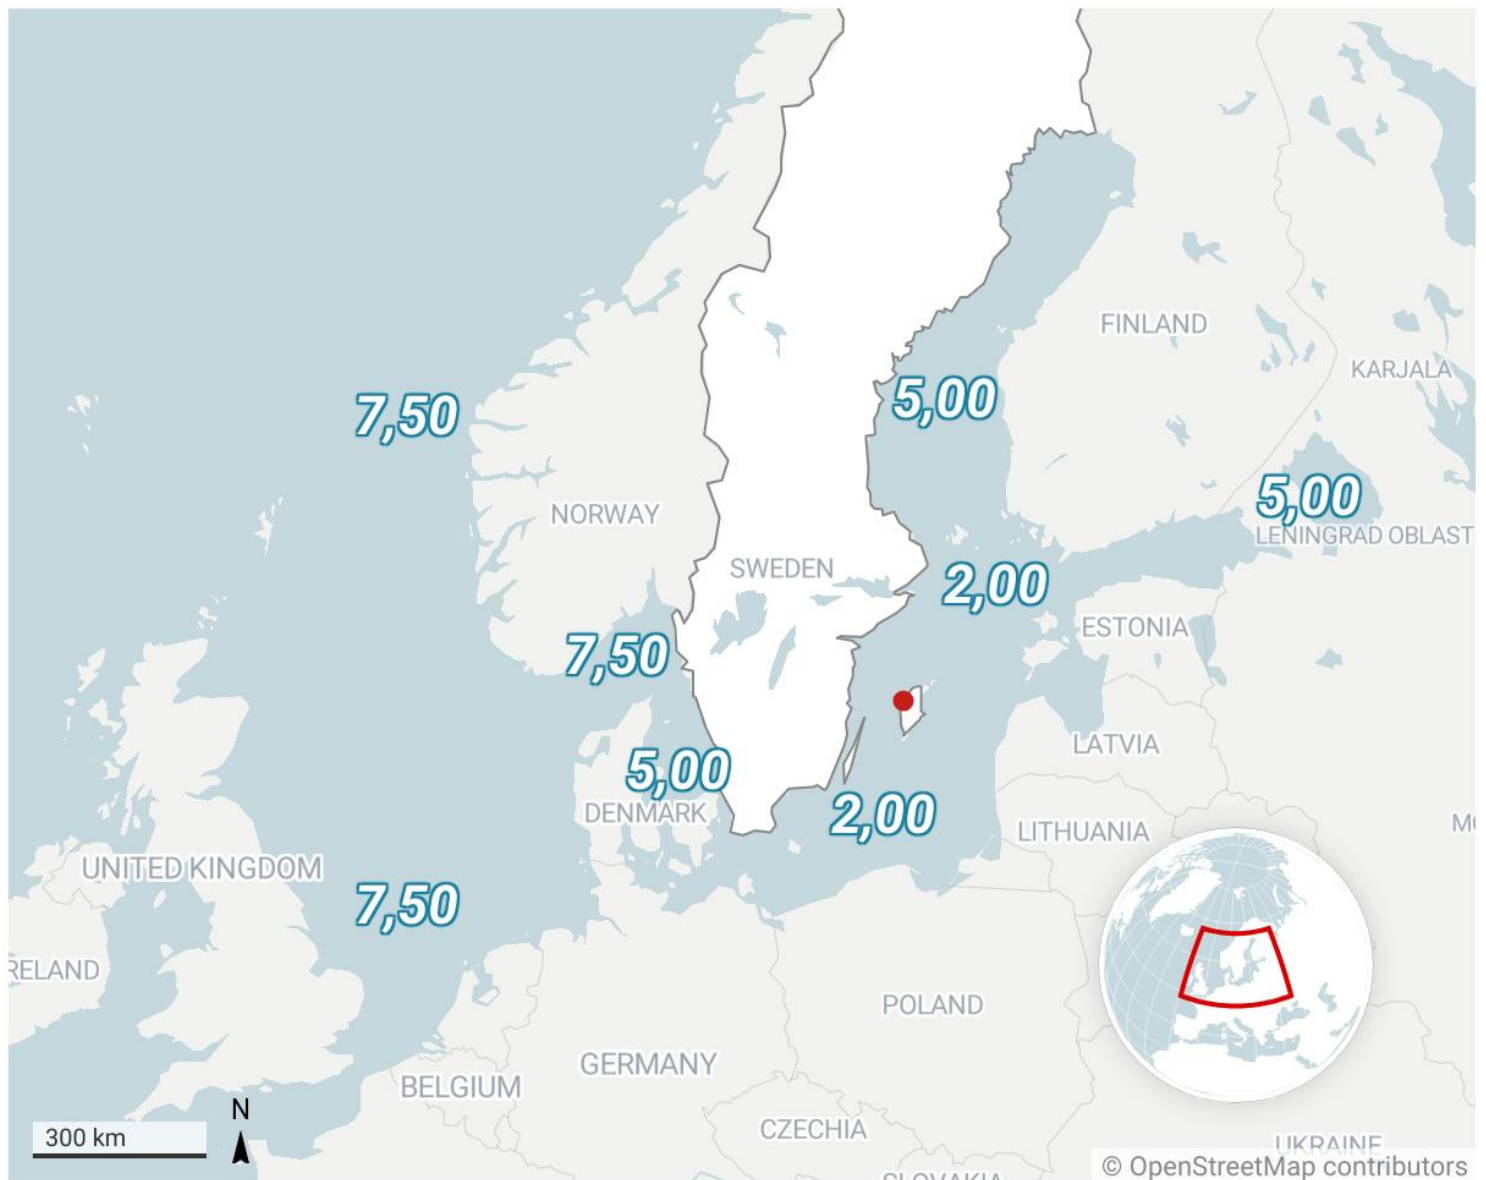 FINLAND
KARJALA
5,00
7,50
5,00
LENINGRAD OBLAST
NORWAY
SWEDEN
2,00
ESTONIA
7,50
LATVIA
5,00
DENMARK
2,00
LITHUANIA
UNITED KINGDOM
7,50
POLAND
GERMANY
BELGIUM
N
300 km
CZECHIA
UKRAINE
© OpenStreetMap contributors